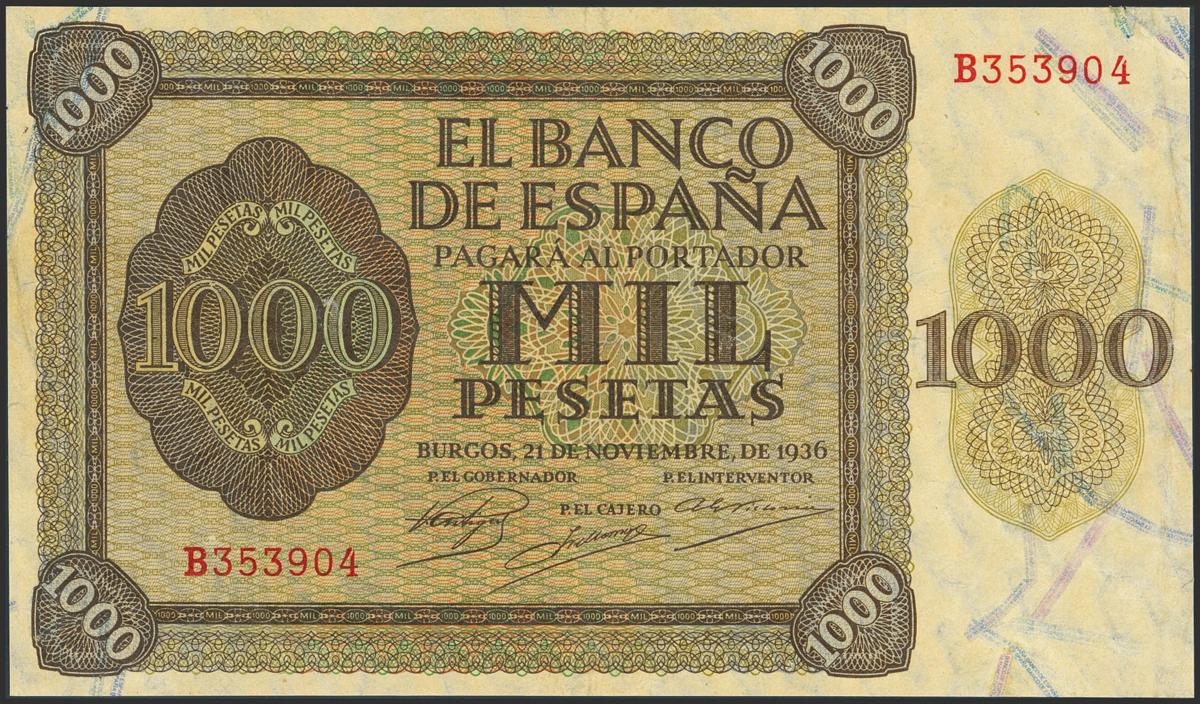 1000
1000
B353904
EL BANCO
DE ESPAÑA
PAGARÁ AL PORTADOR
MIL
PESETAS
BURGOS, 21 DE NOVIEMBRE, DE 1936
P. EL GOBERNADOR
P. EL INTERVENTOR
P. EL CAJERO
MIL PESETAS
MIL PESETAS
1000
MIL PESETAS
MIL PESETAS
1000
B353904
1000
1000